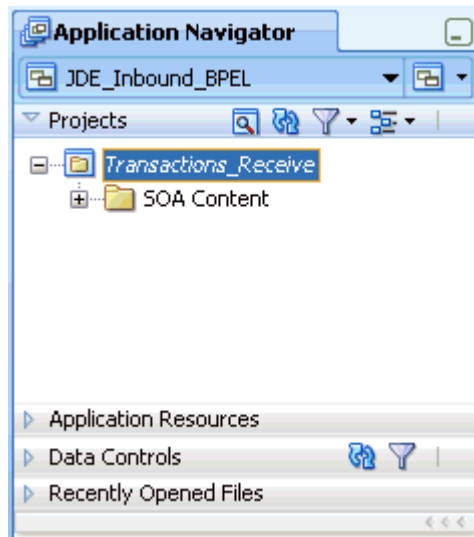 Application Navigator
JDE_Inbound_BPEL
Projects
Transactions_Receive
SOA Content
Application Resources
Data Controls
Recently Opened Files